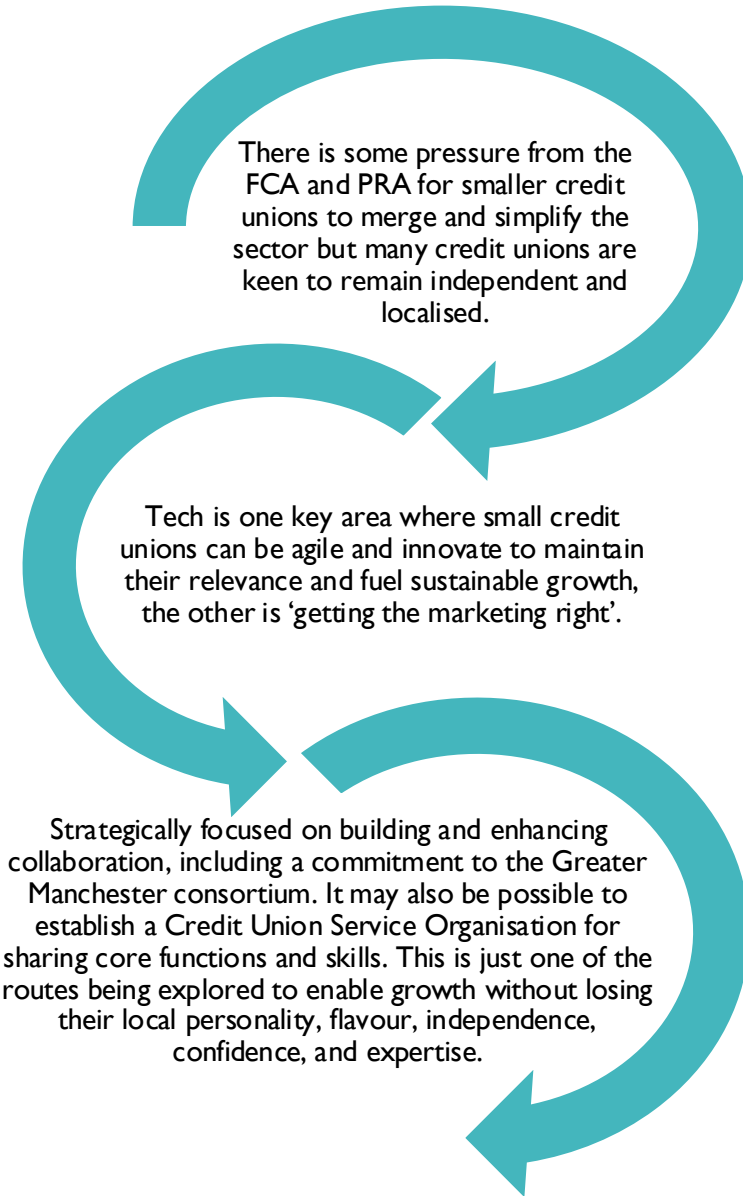 There is some pressure from the
FCA and PRA for smaller credit
unions to merge and simplify the
sector but many credit unions are
keen to remain independent and
localised.
Tech is one key area where small credit
unions can be agile and innovate to maintain
their relevance and fuel sustainable growth,
the other is ‘getting the marketing right’.
Strategically focused on building and enhancing
collaboration, including a commitment to the Greater
Manchester consortium. It may also be possible to
establish a Credit Union Service Organisation for
sharing core functions and skills. This is just one of the
routes being explored to enable growth without losing
their local personality, flavour, independence,
confidence, and expertise.